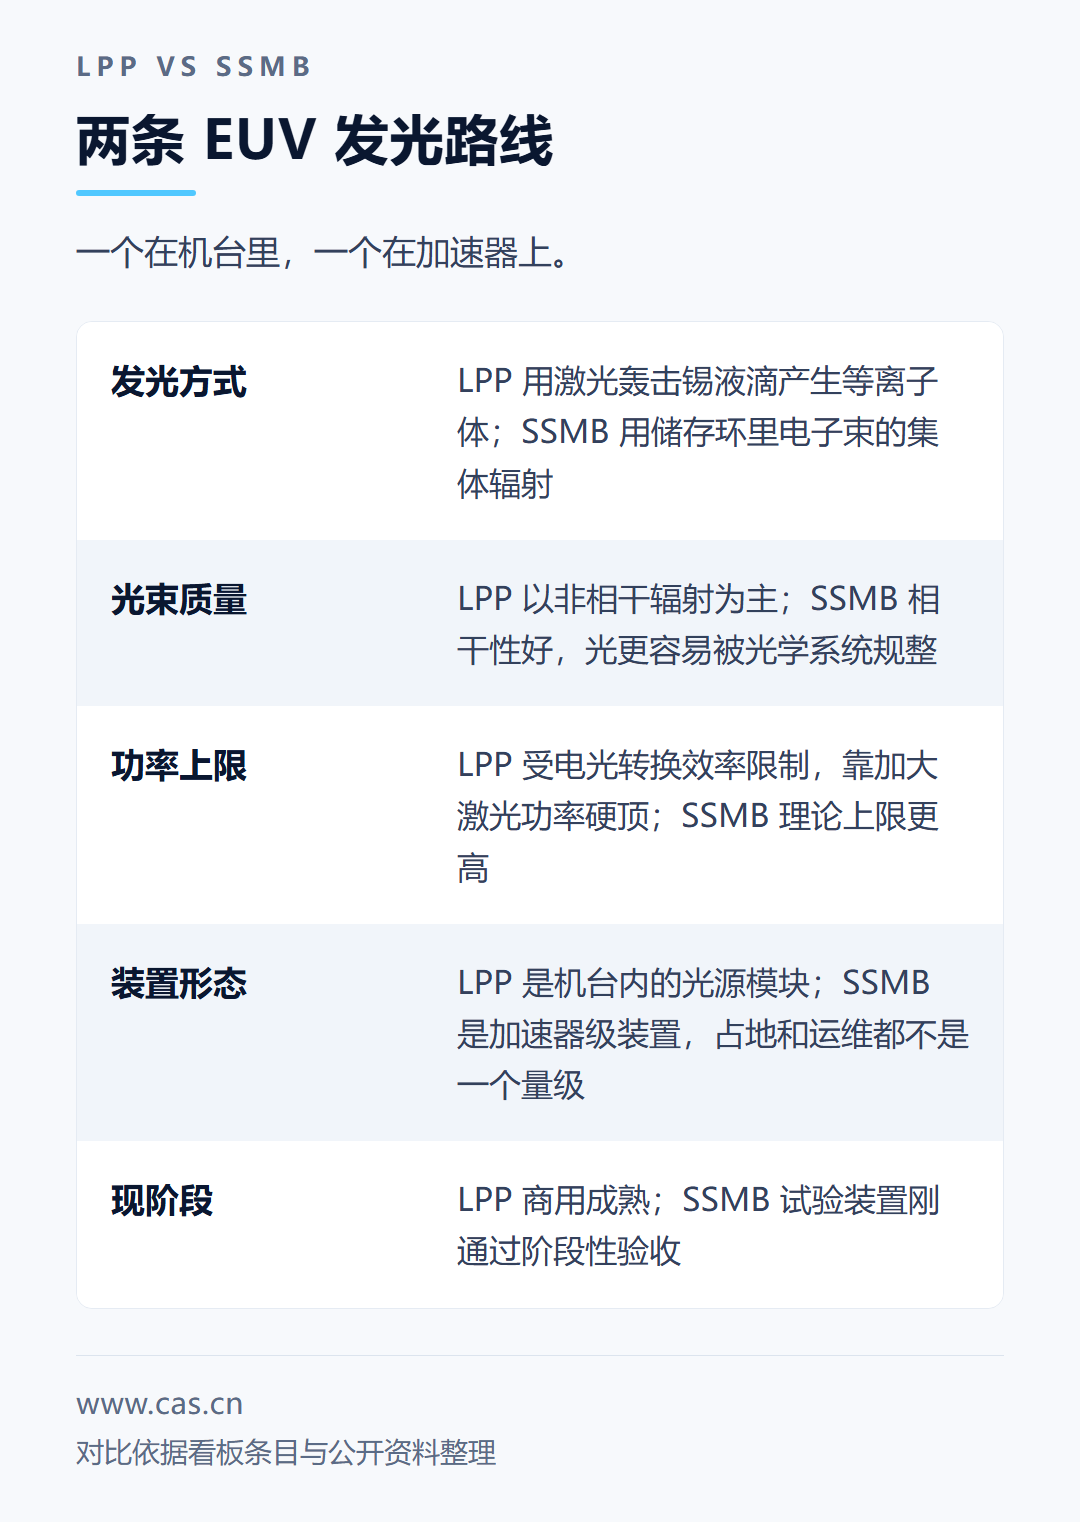 LPP VS SSMB
两条 EUV 发光路线
一个在机台里，一个在加速器上。
发光方式
LPP 用激光轰击锡液滴产生等离子
体；SSMB 用储存环里电子束的集
体辐射
光束质量
LPP 以非相干辐射为主；SSMB 相
干性好，光更容易被光学系统规整
功率上限
LPP 受电光转换效率限制，靠加大
激光功率硬顶；SSMB 理论上限更
高
装置形态
LPP 是机台内的光源模块；SSMB
是加速器级装置，占地和运维都不是
一个量级
现阶段
LPP 商用成熟；SSMB 试验装置刚
通过阶段性验收
www.cas.cn
对比依据看板条目与公开资料整理